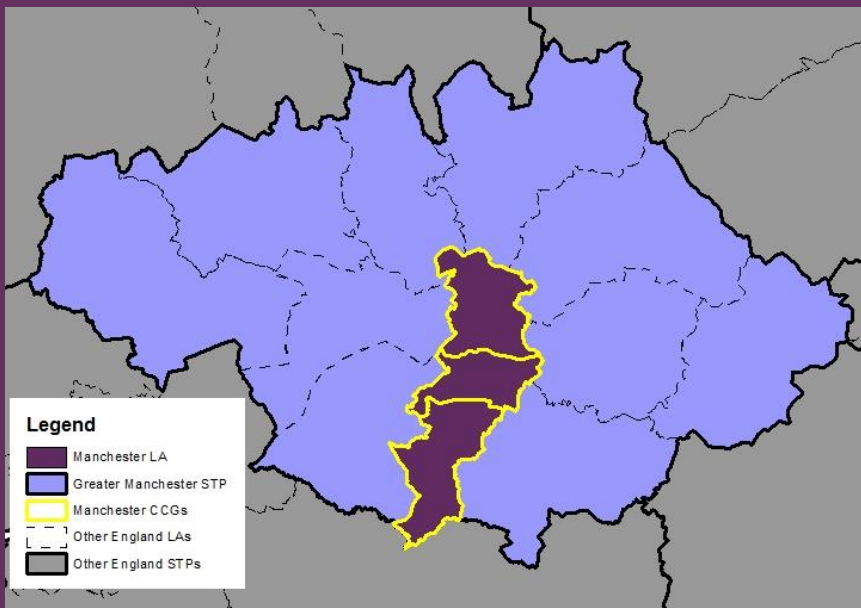 Legend
Manchester LA
Greater Manchester STP
Manchester CCGs
Other England LAs
Other England STPs